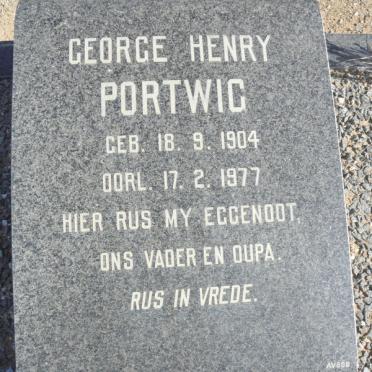 GEORGE HENRY
PORTWIG
GEB. 18. 9. 1904
OORL. 17. 2. 1977
HIER RUS MY EGGENOOT,
ONS VADER EN OUPA.
RUS IN VREDE.